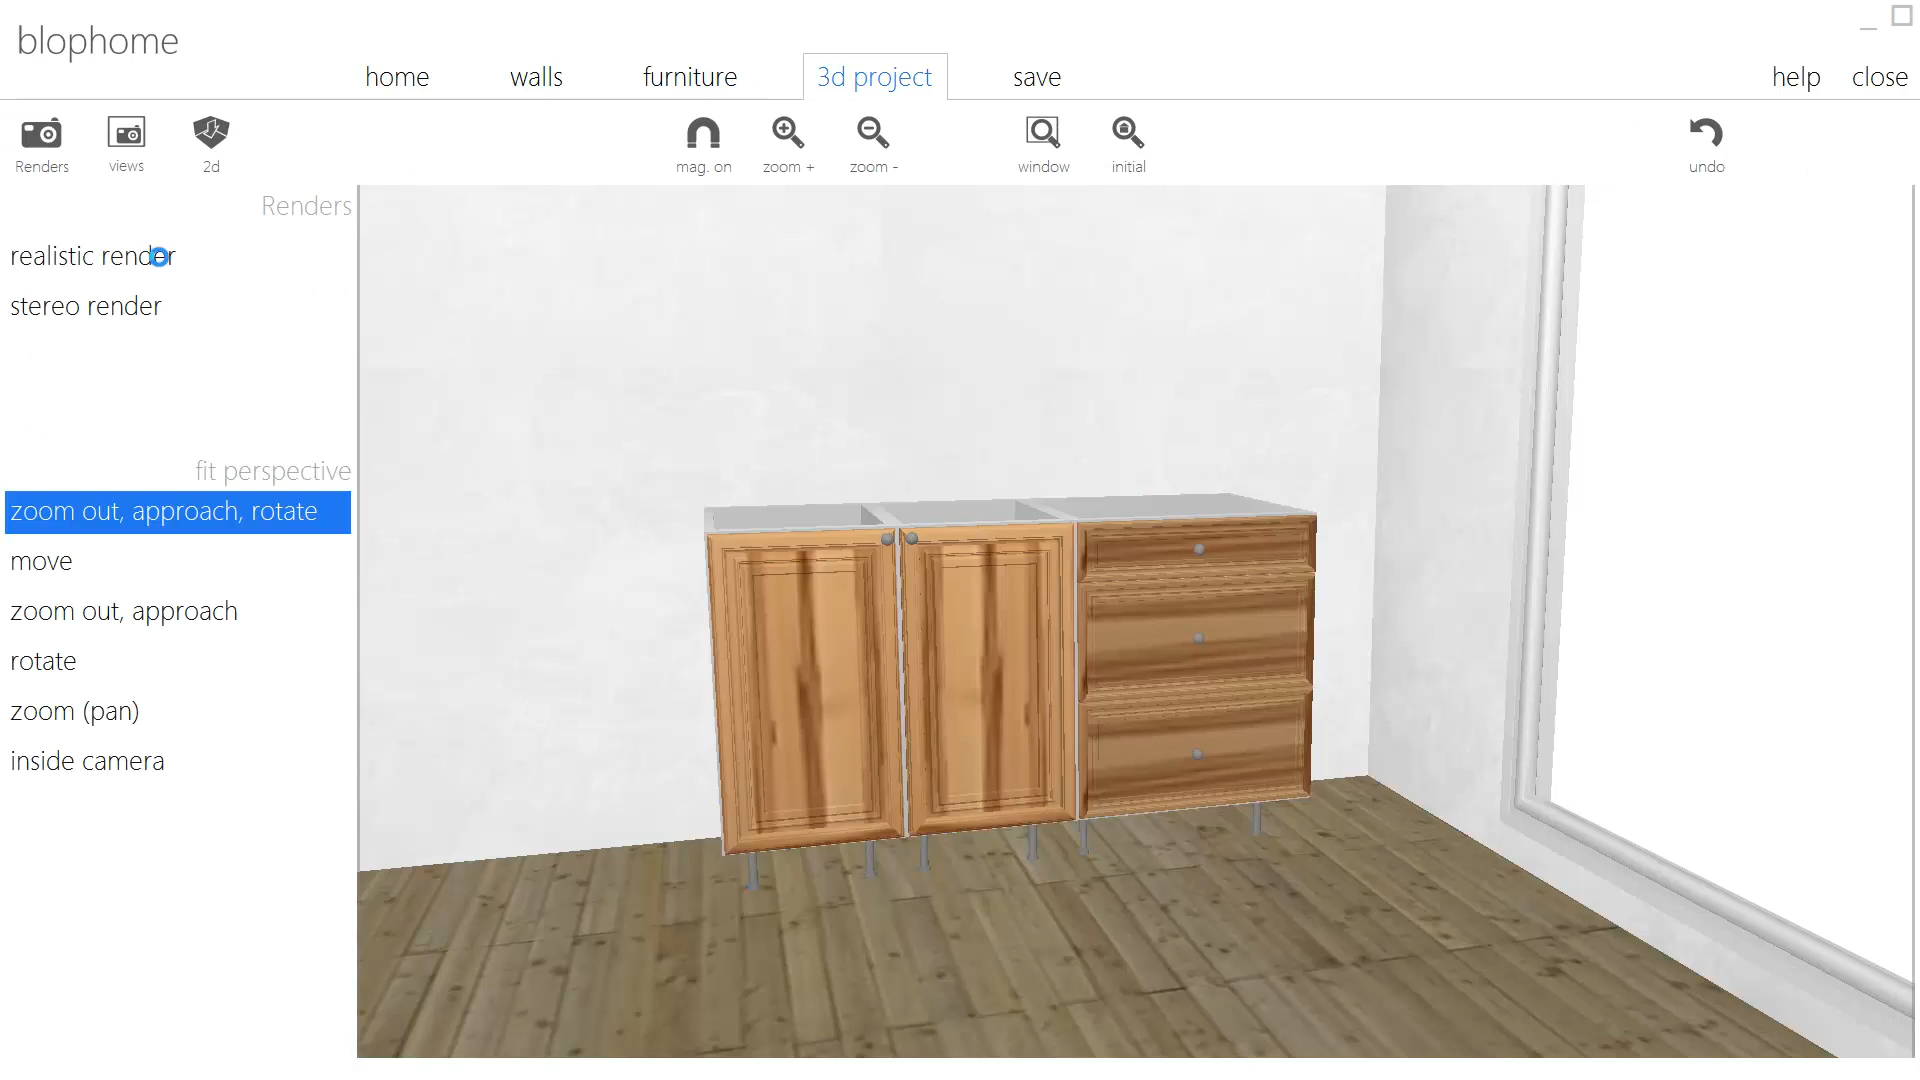 blophome
home walls furniture 3d project save help close
Renders views 2d mag. on zoom + zoom - window initial undo
Renders
realistic render
stereo render
fit perspective
zoom out, approach, rotate
move
zoom out, approach
rotate
zoom (pan)
inside camera